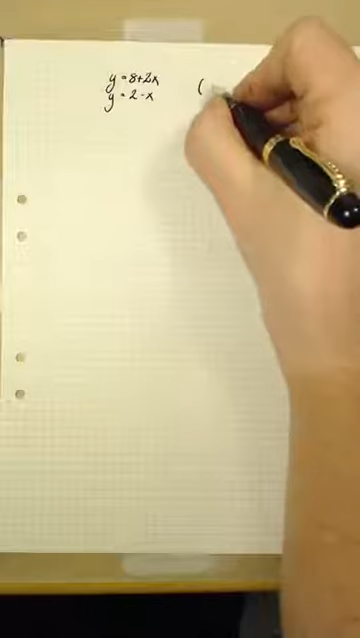 y = 8+2x (
y = 2-x